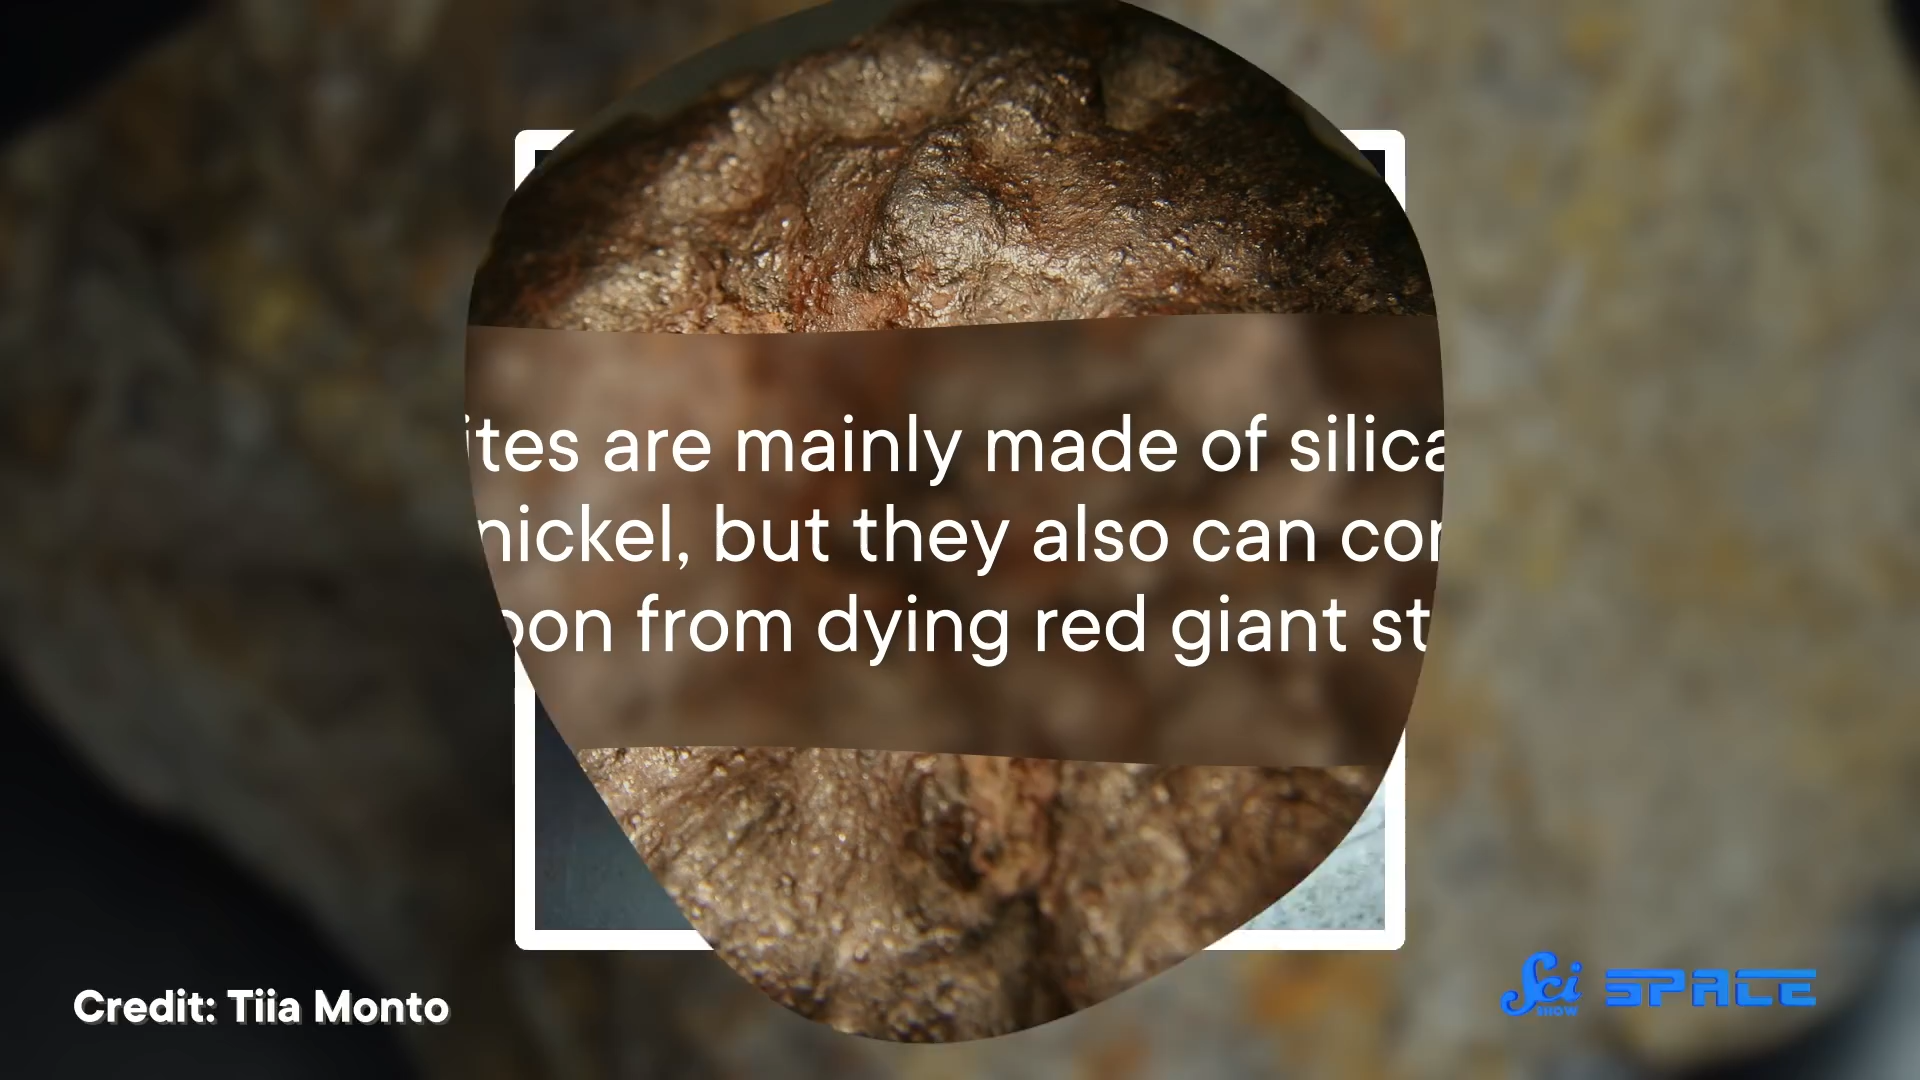 ites are mainly made of silica
nickel, but they also can con
bon from dying red giant st
Credit: Tiia Monto
Sci SHOW SPACE